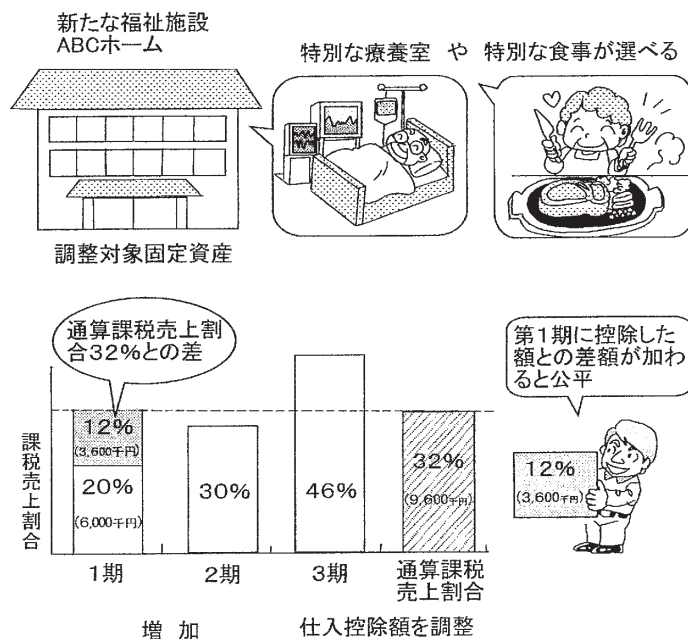 新たな福祉施設
ABCホーム
特別な療養室 や 特別な食事が選べる
調整対象固定資産
通算課税売上割
合32%との差
第1期に控除した
額との差額が加わ
ると公平
課税売上割合
12%
(3,600千円)
20%
(6,000千円)
30%
46%
32%
(9,600千円)
12%
(3,600千円)
1期
2期
3期
通算課税
売上割合
増 加
仕入控除額を調整